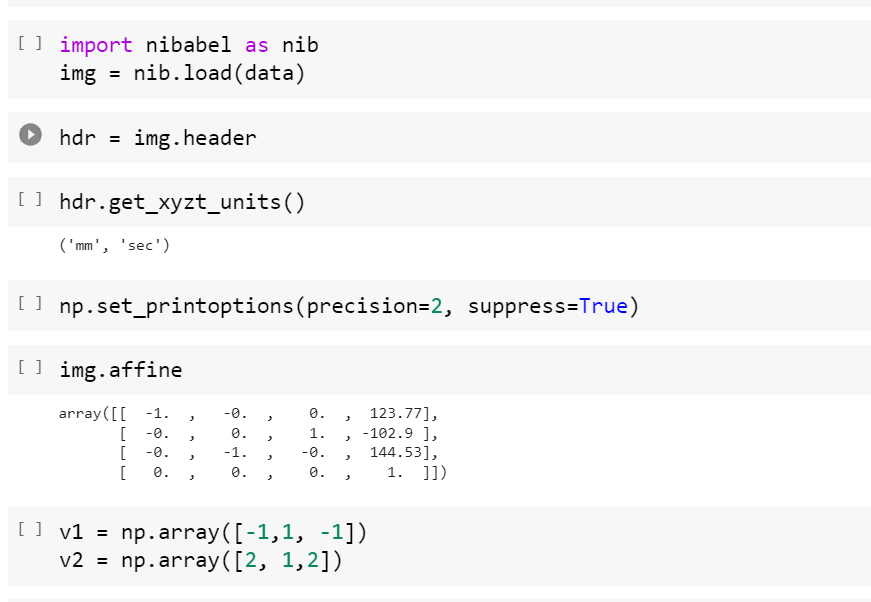 [ ] import nibabel as nib
img = nib.load(data)
hdr = img.header
[ ] hdr.get_xyzt_units()
('mm', 'sec')
[ ] np.set_printoptions(precision=2, suppress=True)
[ ] img.affine
array([[  -1.  ,   -0.  ,    0.  ,  123.77],
       [  -0.  ,    0.  ,    1.  , -102.9 ],
       [  -0.  ,   -1.  ,   -0.  ,  144.53],
       [   0.  ,    0.  ,    0.  ,    1.  ]])
[ ] v1 = np.array([-1,1, -1])
v2 = np.array([2, 1,2])